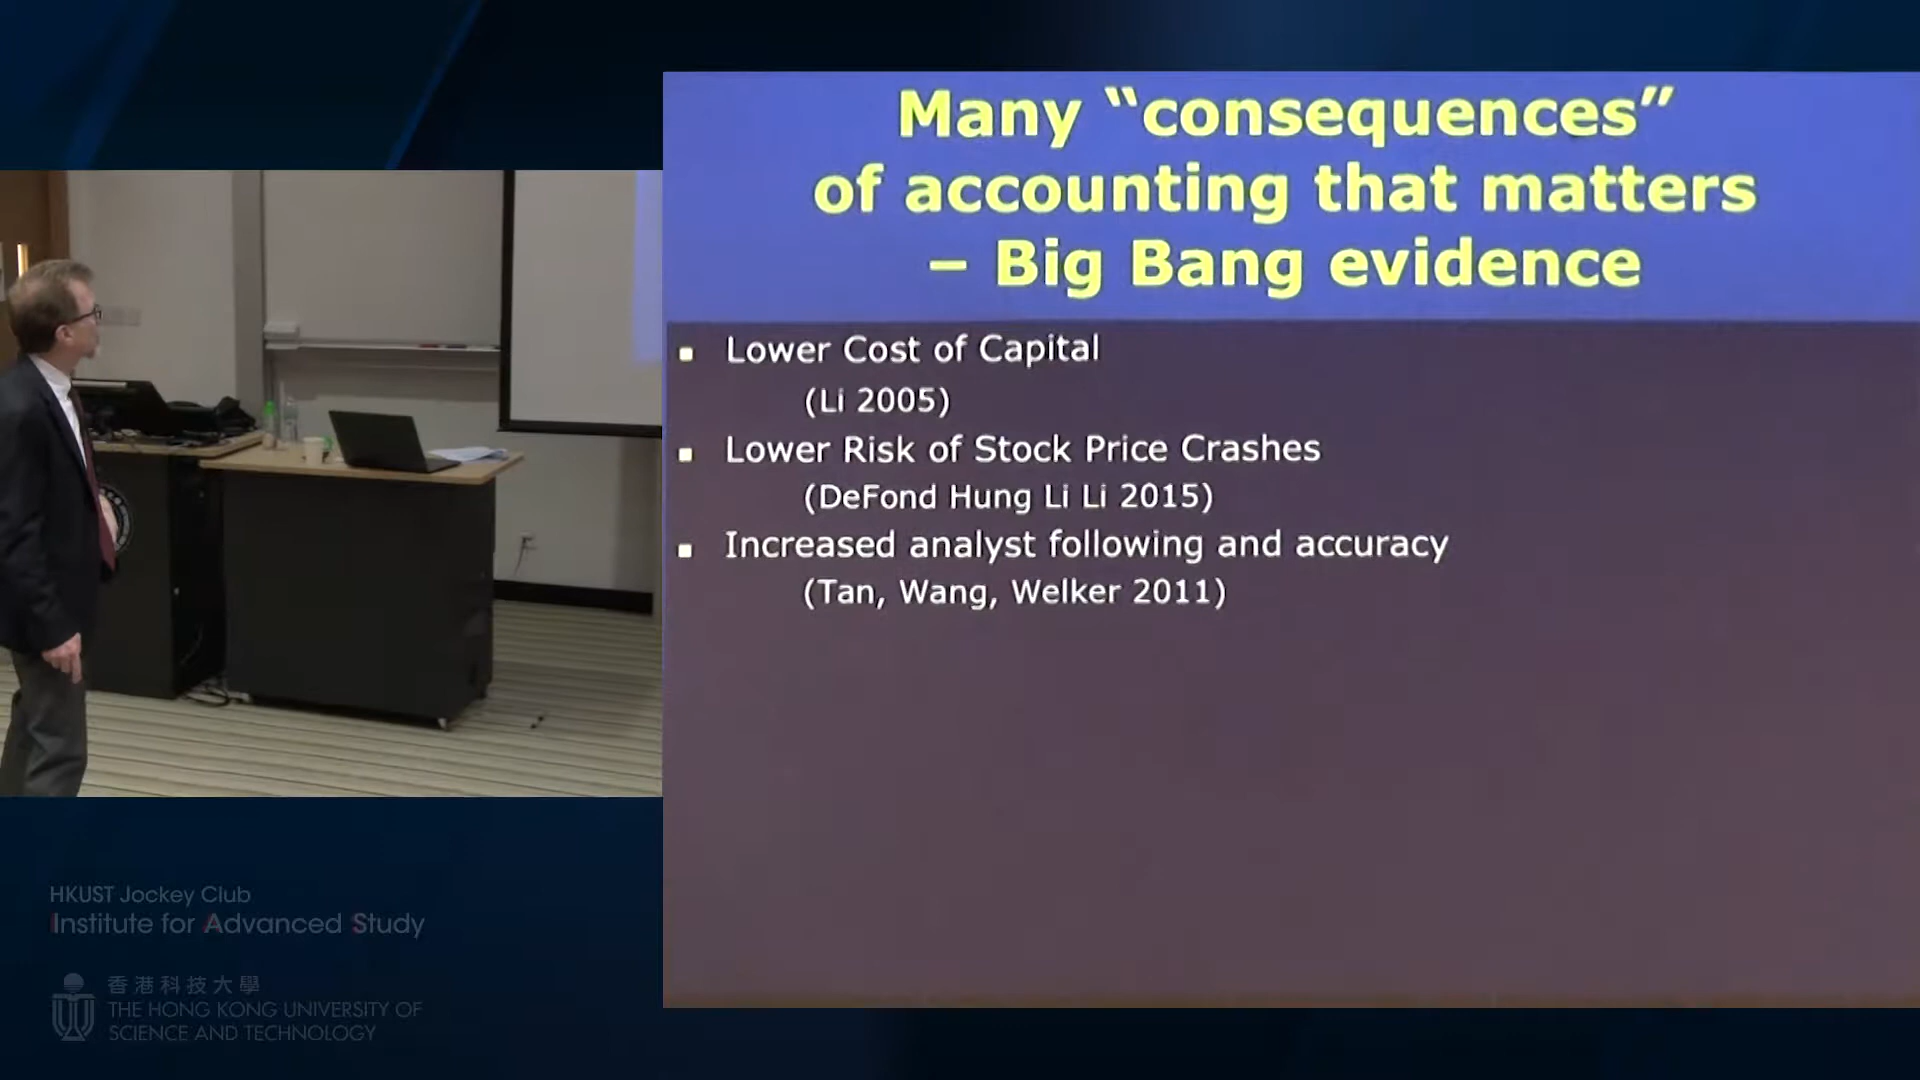 Many “consequences”
of accounting that matters
– Big Bang evidence
Lower Cost of Capital
(Li 2005)
Lower Risk of Stock Price Crashes
(DeFond Hung Li Li 2015)
Increased analyst following and accuracy
(Tan, Wang, Welker 2011)
HKUST Jockey Club
Institute for Advanced Study
香港科技大學
THE HONG KONG UNIVERSITY OF
SCIENCE AND TECHNOLOGY